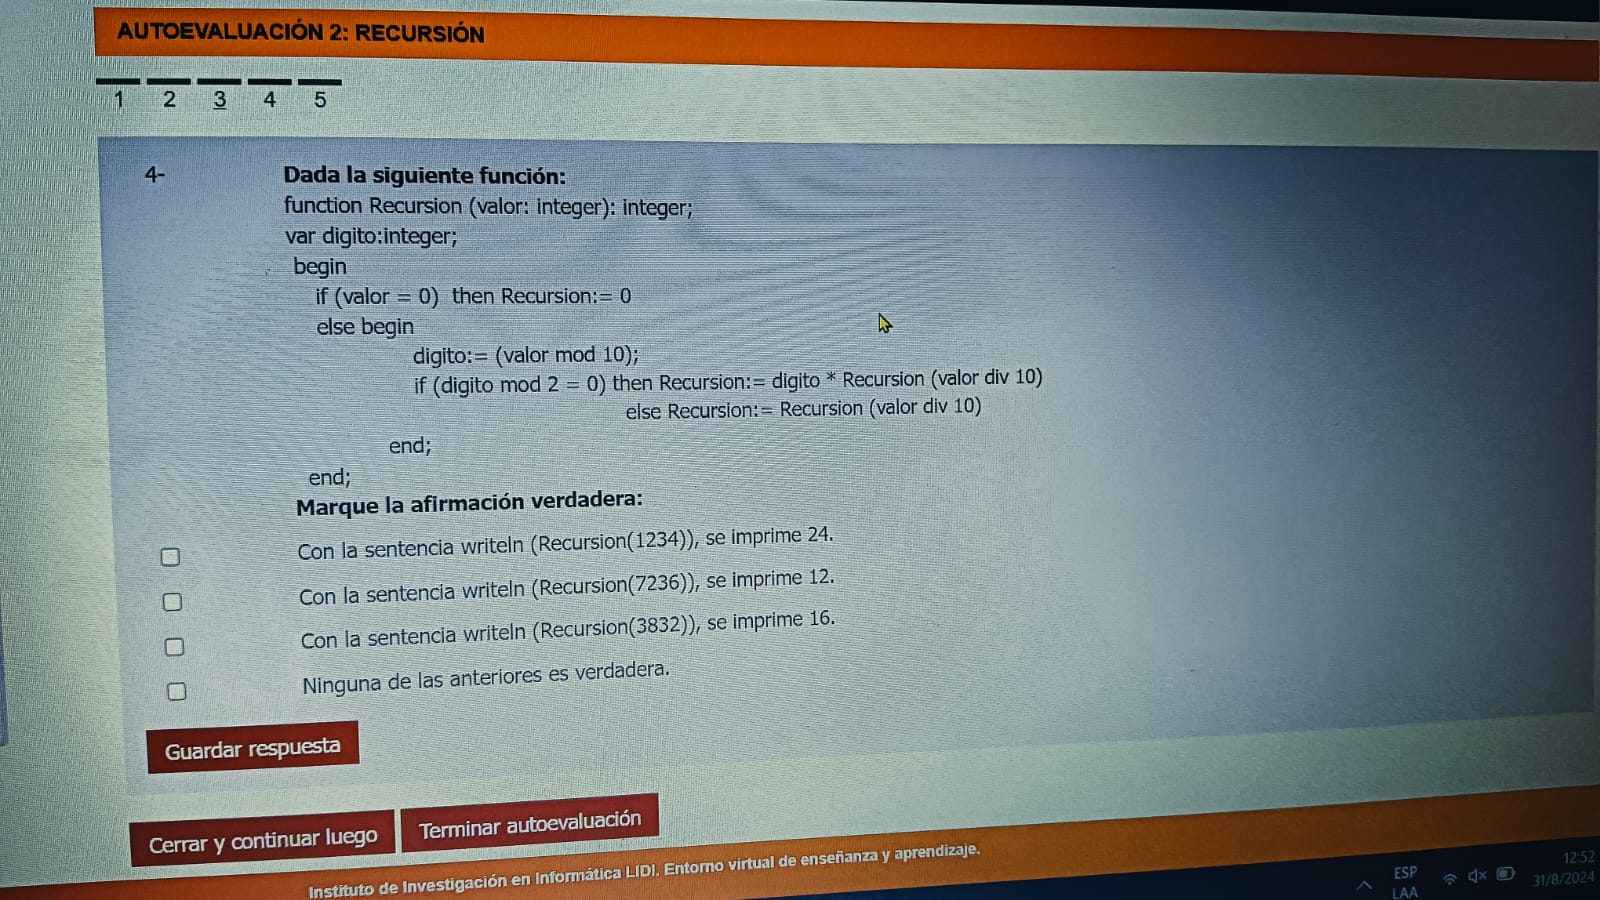 AUTOEVALUACIÓN 2: RECURSIÓN
1 2 3 4 5
4- Dada la siguiente función:
function Recursion (valor: integer): integer;
var digito:integer;
begin
if (valor = 0) then Recursion:= 0
else begin
digito:= (valor mod 10);
if (digito mod 2 = 0) then Recursion:= digito * Recursion (valor div 10)
else Recursion:= Recursion (valor div 10)
end;
end;
Marque la afirmación verdadera:
Con la sentencia writeln (Recursion(1234)), se imprime 24.
Con la sentencia writeln (Recursion(7236)), se imprime 12.
Con la sentencia writeln (Recursion(3832)), se imprime 16.
Ninguna de las anteriores es verdadera.
Guardar respuesta
Cerrar y continuar luego Terminar autoevaluación
Instituto de Investigación en Informática LIDI. Entorno virtual de enseñanza y aprendizaje.
ESP
LAA
12:52
31/8/2024